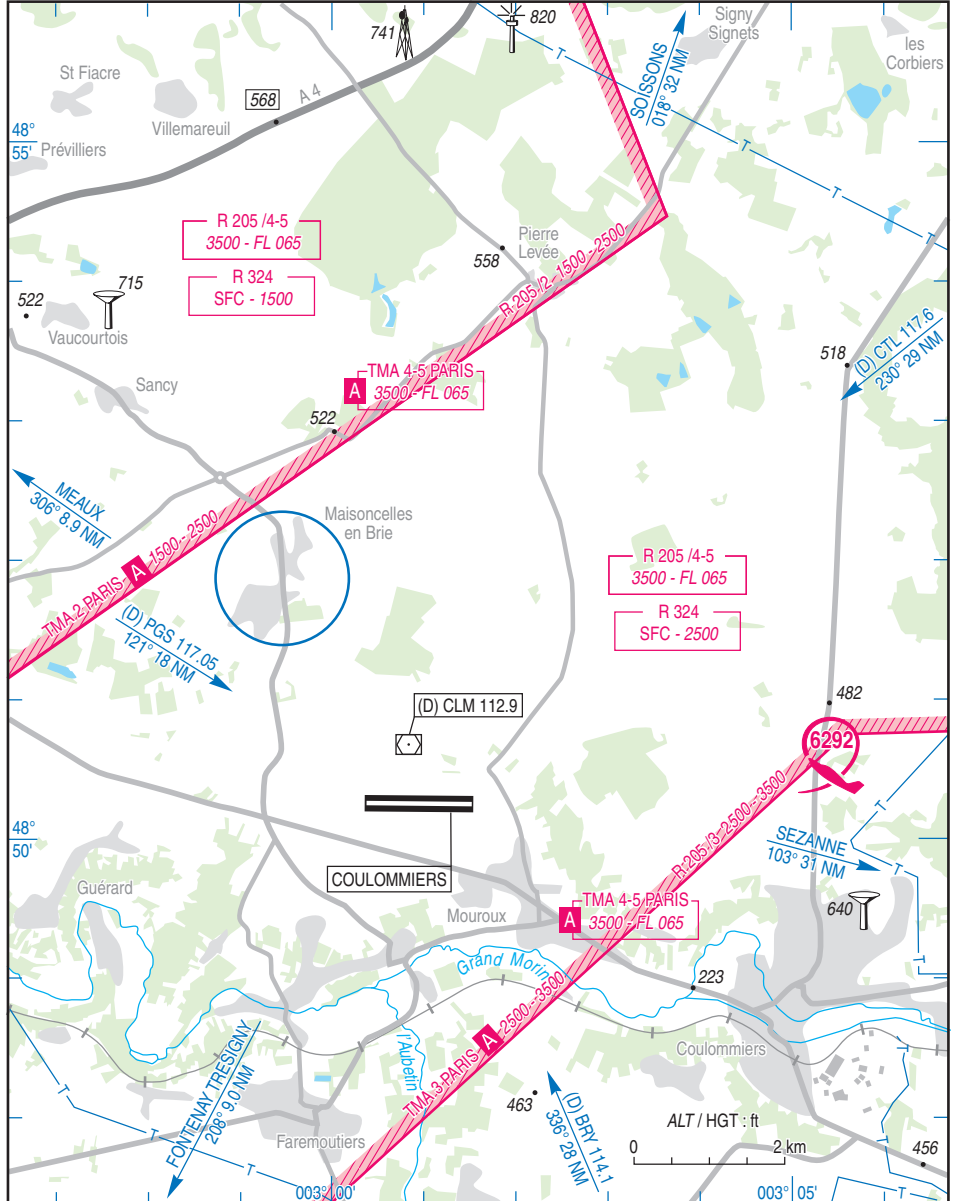 741
820
Signy
Signets
les
Corbiers
St Fiacre
A 4
568
Villemareuil
SOISSONS
018° 32 NM
T
T
48°
55'
Prévilliers
T
R 205 /4-5
3500 - FL 065
Pierre
Levée
558
T
R 324
SFC - 1500
522
715
R 205 /2 - 1500 - 2500
Vaucourtois
(D) CTL 117.6
230° 29 NM
518
TMA 4-5 PARIS
A
3500 - FL 065
Sancy
522
MEAUX
306° 8.9 NM
Maisoncelles
en Brie
TMA 2 PARIS A 1500 - 2500
R 205 /4-5
3500 - FL 065
(D) PGS 117.05
121° 18 NM
R 324
SFC - 2500
(D) CLM 112.9
482
6292
T
48°
50'
R 205 /3 - 2500 - 3500
SEZANNE
103° 31 NM
T
COULOMMIERS
Guérard
TMA 4-5 PARIS
A
3500 - FL 065
Mouroux
640
T
Grand Morin
223
TMA 3 PARIS A 2500 - 3500
Coulommiers
T
l'Aubetin
T
FONTENAY TRESIGNY
208° 9.0 NM
463
(D) BRY 114.1
336° 28 NM
ALT / HGT : ft
Faremoutiers
0
2 km
T
T
456
T
003° 00'
003° 05'
T